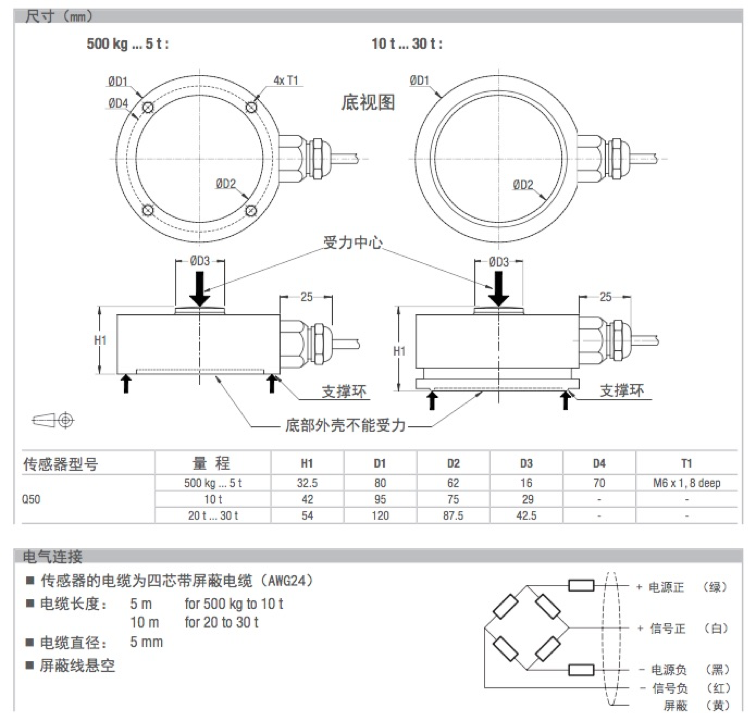 尺寸（mm）
500 kg ... 5 t :
10 t ... 30 t :
ØD1
ØD4
4x T1
ØD2
底视图
ØD1
ØD2
受力中心
ØD3
25
H1
支撑环
ØD3
25
H1
支撑环
底部外壳不能受力
传感器型号 量 程 H1 D1 D2 D3 D4 T1
Q50 500 kg ... 5 t 32.5 80 62 16 70 M6 x 1, 8 deep
10 t 42 95 75 29 - -
20 t ... 30 t 54 120 87.5 42.5 - -
电气连接
■ 传感器的电缆为四芯带屏蔽电缆（AWG24）
■ 电缆长度： 5 m for 500 kg to 10 t
10 m for 20 to 30 t
■ 电缆直径： 5 mm
■ 屏蔽线悬空
+ 电源正 （绿）
+ 信号正 （白）
- 电源负 （黑）
- 信号负 （红）
屏蔽 （黄）